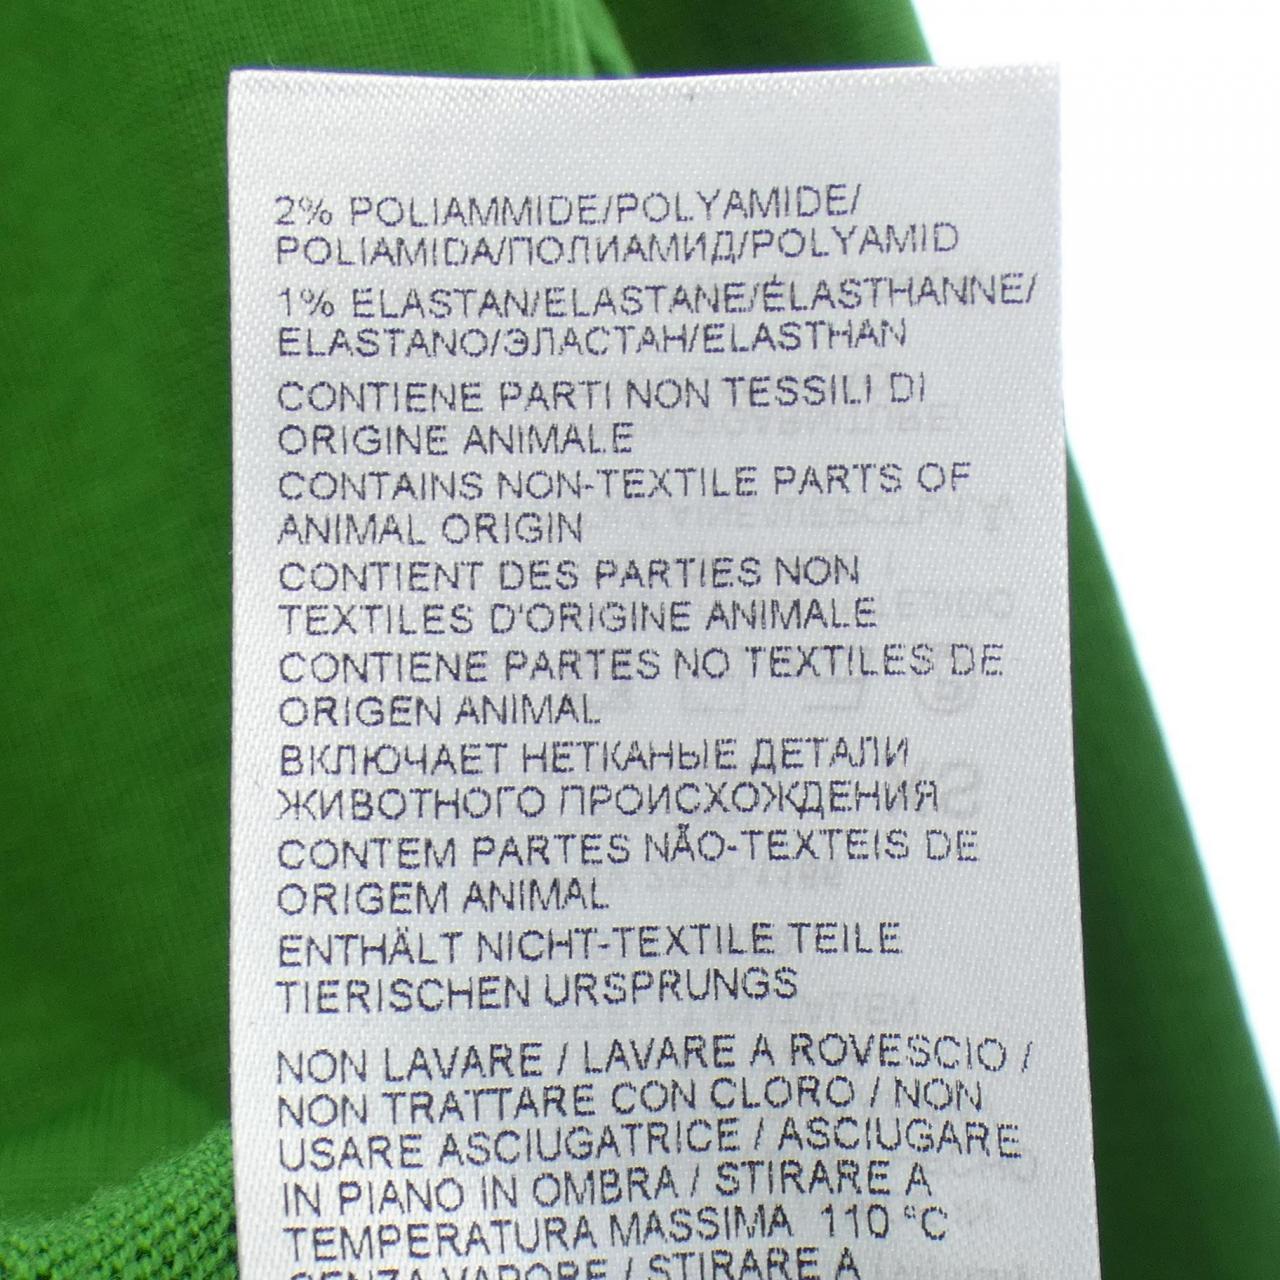 2% POLIAMMIDE/POLYAMIDE/
POLIAMIDA/ПОЛИАМИД/POLYAMID
1% ELASTAN/ELASTANE/ÉLASTHANNE/
ELASTANO/ЭЛАСТАН/ELASTHAN
CONTIENE PARTI NON TESSILI DI
ORIGINE ANIMALE
CONTAINS NON-TEXTILE PARTS OF
ANIMAL ORIGIN
CONTIENT DES PARTIES NON
TEXTILES D'ORIGINE ANIMALE
CONTIENE PARTES NO TEXTILES DE
ORIGEN ANIMAL
ВКЛЮЧАЕТ НЕТКАНЫЕ ДЕТАЛИ
ЖИВОТНОГО ПРОИСХОЖДЕНИЯ
CONTEM PARTES NÃO-TEXTEIS DE
ORIGEM ANIMAL
ENTHÄLT NICHT-TEXTILE TEILE
TIERISCHEN URSPRUNGS
NON LAVARE / LAVARE A ROVESCIO /
NON TRATTARE CON CLORO / NON
USARE ASCIUGATRICE / ASCIUGARE
IN PIANO IN OMBRA / STIRARE A
TEMPERATURA MASSIMA 110 °C
SENZA VAPORE / STIRARE A